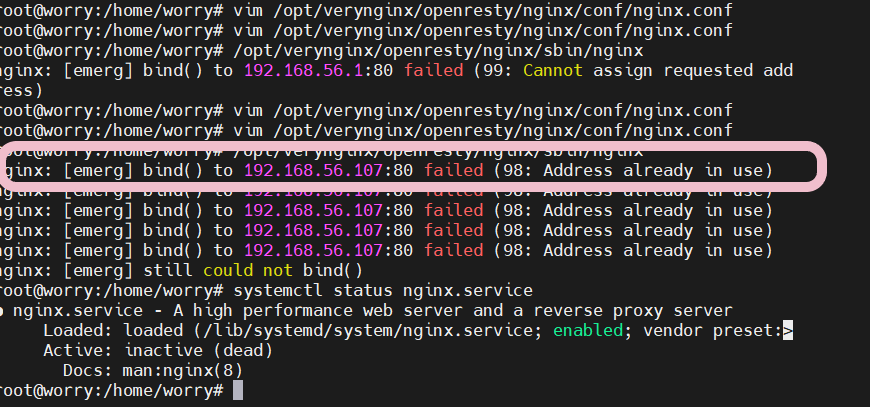 root@worry:/home/worry# vim /opt/verynginx/openresty/nginx/conf/nginx.conf
root@worry:/home/worry# vim /opt/verynginx/openresty/nginx/conf/nginx.conf
root@worry:/home/worry# /opt/verynginx/openresty/nginx/sbin/nginx
nginx: [emerg] bind() to 192.168.56.1:80 failed (99: Cannot assign requested add
ress)
root@worry:/home/worry# vim /opt/verynginx/openresty/nginx/conf/nginx.conf
root@worry:/home/worry# vim /opt/verynginx/openresty/nginx/conf/nginx.conf
root@worry:/home/worry# /opt/verynginx/openresty/nginx/sbin/nginx
nginx: [emerg] bind() to 192.168.56.107:80 failed (98: Address already in use)
nginx: [emerg] bind() to 192.168.56.107:80 failed (98: Address already in use)
nginx: [emerg] bind() to 192.168.56.107:80 failed (98: Address already in use)
nginx: [emerg] bind() to 192.168.56.107:80 failed (98: Address already in use)
nginx: [emerg] bind() to 192.168.56.107:80 failed (98: Address already in use)
nginx: [emerg] still could not bind()
root@worry:/home/worry# systemctl status nginx.service
● nginx.service - A high performance web server and a reverse proxy server
Loaded: loaded (/lib/systemd/system/nginx.service; enabled; vendor preset:>
Active: inactive (dead)
Docs: man:nginx(8)
root@worry:/home/worry#